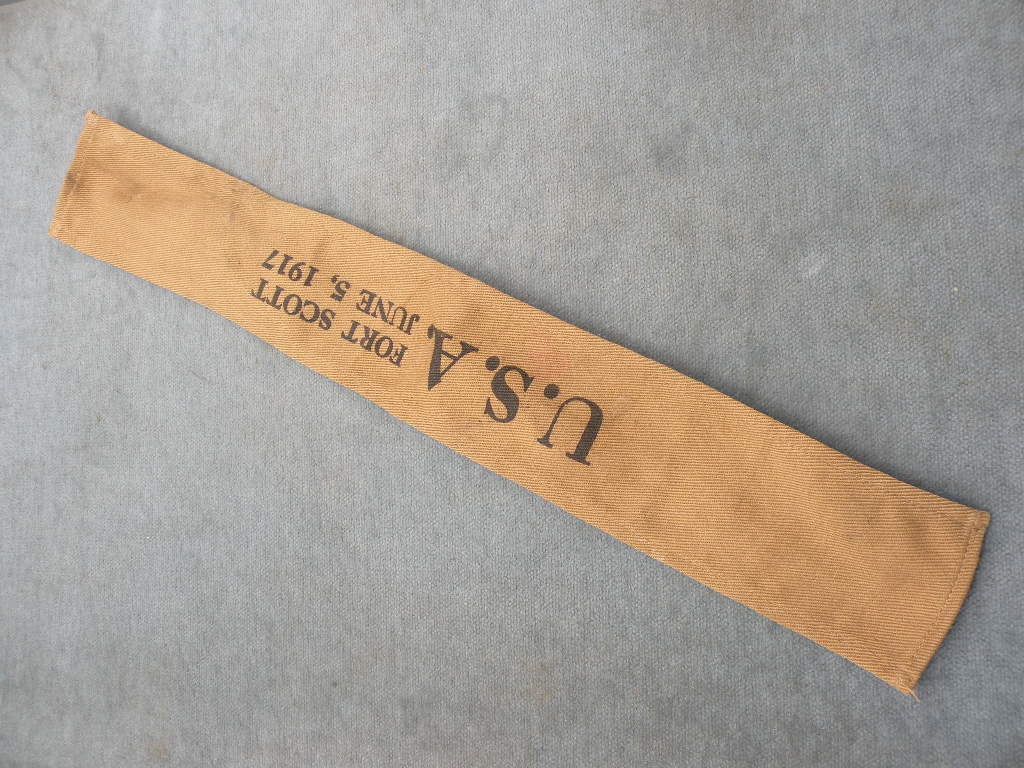 U.S.A.
FORT SCOTT
JUNE 5, 1917